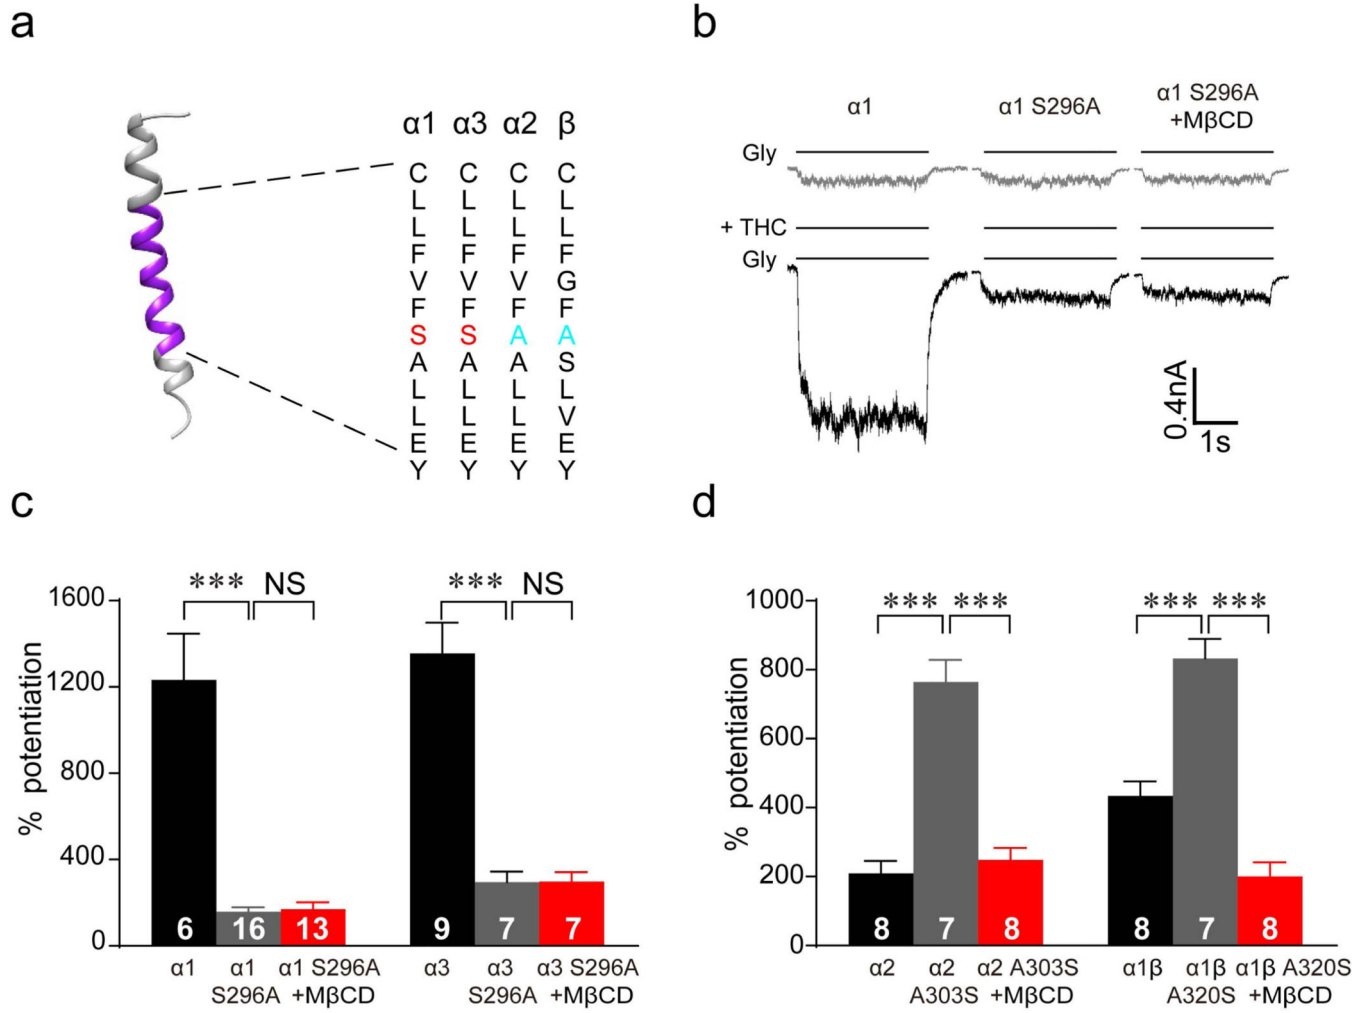 a
α1 α3 α2 β
C C C C
L L L L
L L L L
F F F F
V V V G
F F F F
S S A A
A A A S
L L L L
L L L V
E E E E
Y Y Y Y
b
α1
α1 S296A
α1 S296A
+MβCD
Gly
+ THC
Gly
0.4nA
1s
c
% potentiation
1600
1200
800
400
0
*** NS
*** NS
6 16 13
9 7 7
α1
α1
S296A
α1 S296A
+MβCD
α3
α3
S296A
α3 S296A
+MβCD
d
% potentiation
1000
800
600
400
200
0
*** ***
*** ***
8 7 8
8 7 8
α2
α2
A303S
α2 A303S
+MβCD
α1β
α1β
A320S
α1β A320S
+MβCD